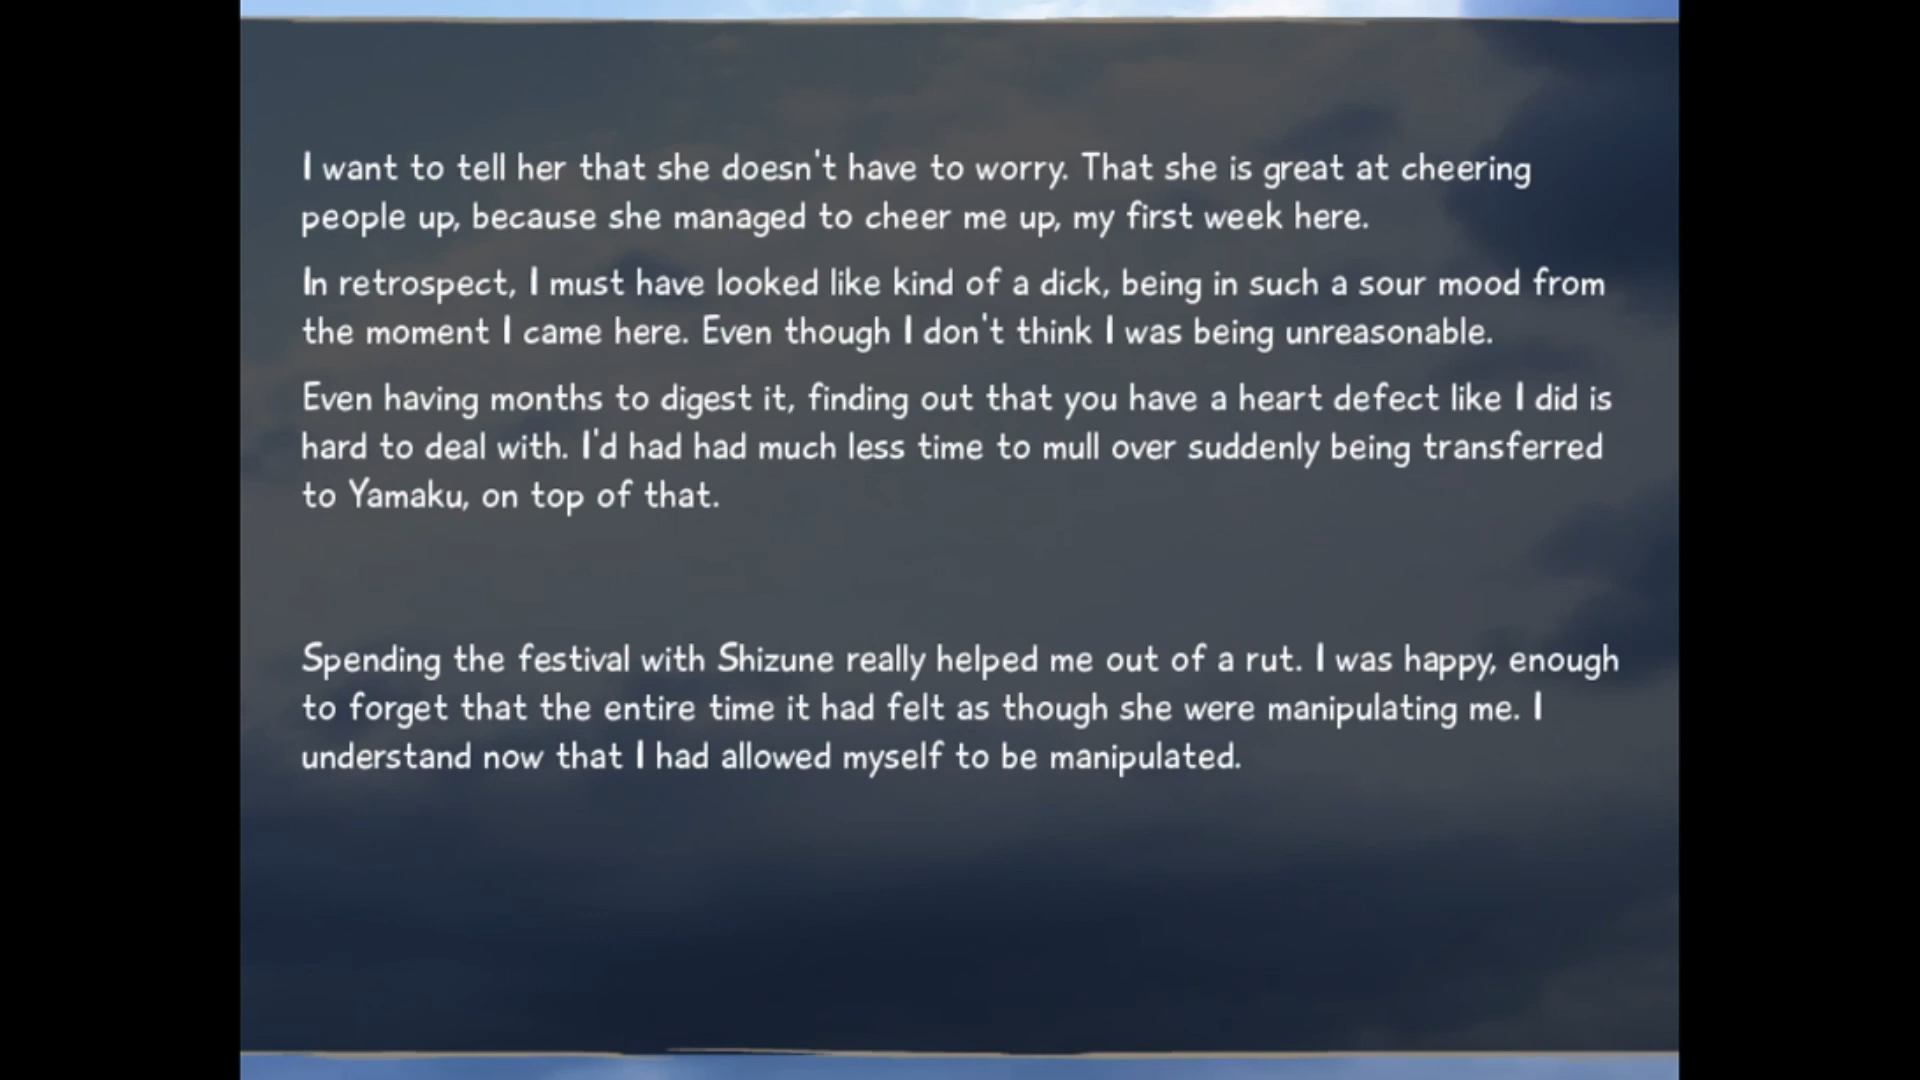 I want to tell her that she doesn't have to worry. That she is great at cheering
people up, because she managed to cheer me up, my first week here.
In retrospect, I must have looked like kind of a dick, being in such a sour mood from
the moment I came here. Even though I don't think I was being unreasonable.
Even having months to digest it, finding out that you have a heart defect like I did is
hard to deal with. I'd had had much less time to mull over suddenly being transferred
to Yamaku, on top of that.
Spending the festival with Shizune really helped me out of a rut. I was happy, enough
to forget that the entire time it had felt as though she were manipulating me. I
understand now that I had allowed myself to be manipulated.